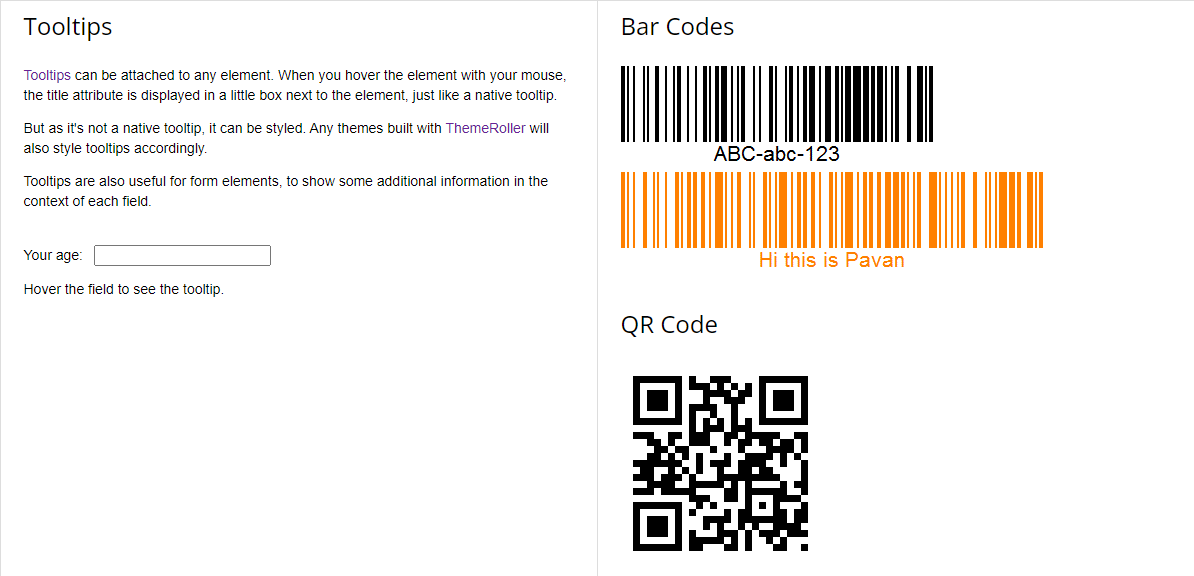 Tooltips
Tooltips can be attached to any element. When you hover the element with your mouse,
the title attribute is displayed in a little box next to the element, just like a native tooltip.
But as it's not a native tooltip, it can be styled. Any themes built with ThemeRoller will
also style tooltips accordingly.
Tooltips are also useful for form elements, to show some additional information in the
context of each field.
Your age:
Hover the field to see the tooltip.
Bar Codes
ABC-abc-123
Hi this is Pavan
QR Code